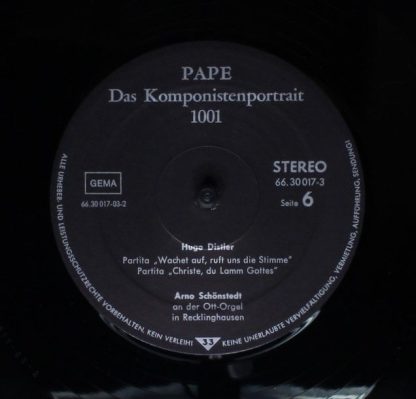 PAPE
Das Komponistenportrait
1001
GEMA
66.30 017-03-2
STEREO
66.30 017-3
Seite 6
Hugo Distler
Partita „Wachet auf, ruft uns die Stimme“
Partita „Christe, du Lamm Gottes“
Arno Schönstedt
an der Ott-Orgel
in Recklinghausen
ALLE URHEBER- UND LEISTUNGSSCHUTZRECHTE VORBEHALTEN. KEIN VERLEIH! KEINE UNERLAUBTE VERVIELFÄLTIGUNG, VERMIETUNG, AUFFÜHRUNG, SENDUNG!
33